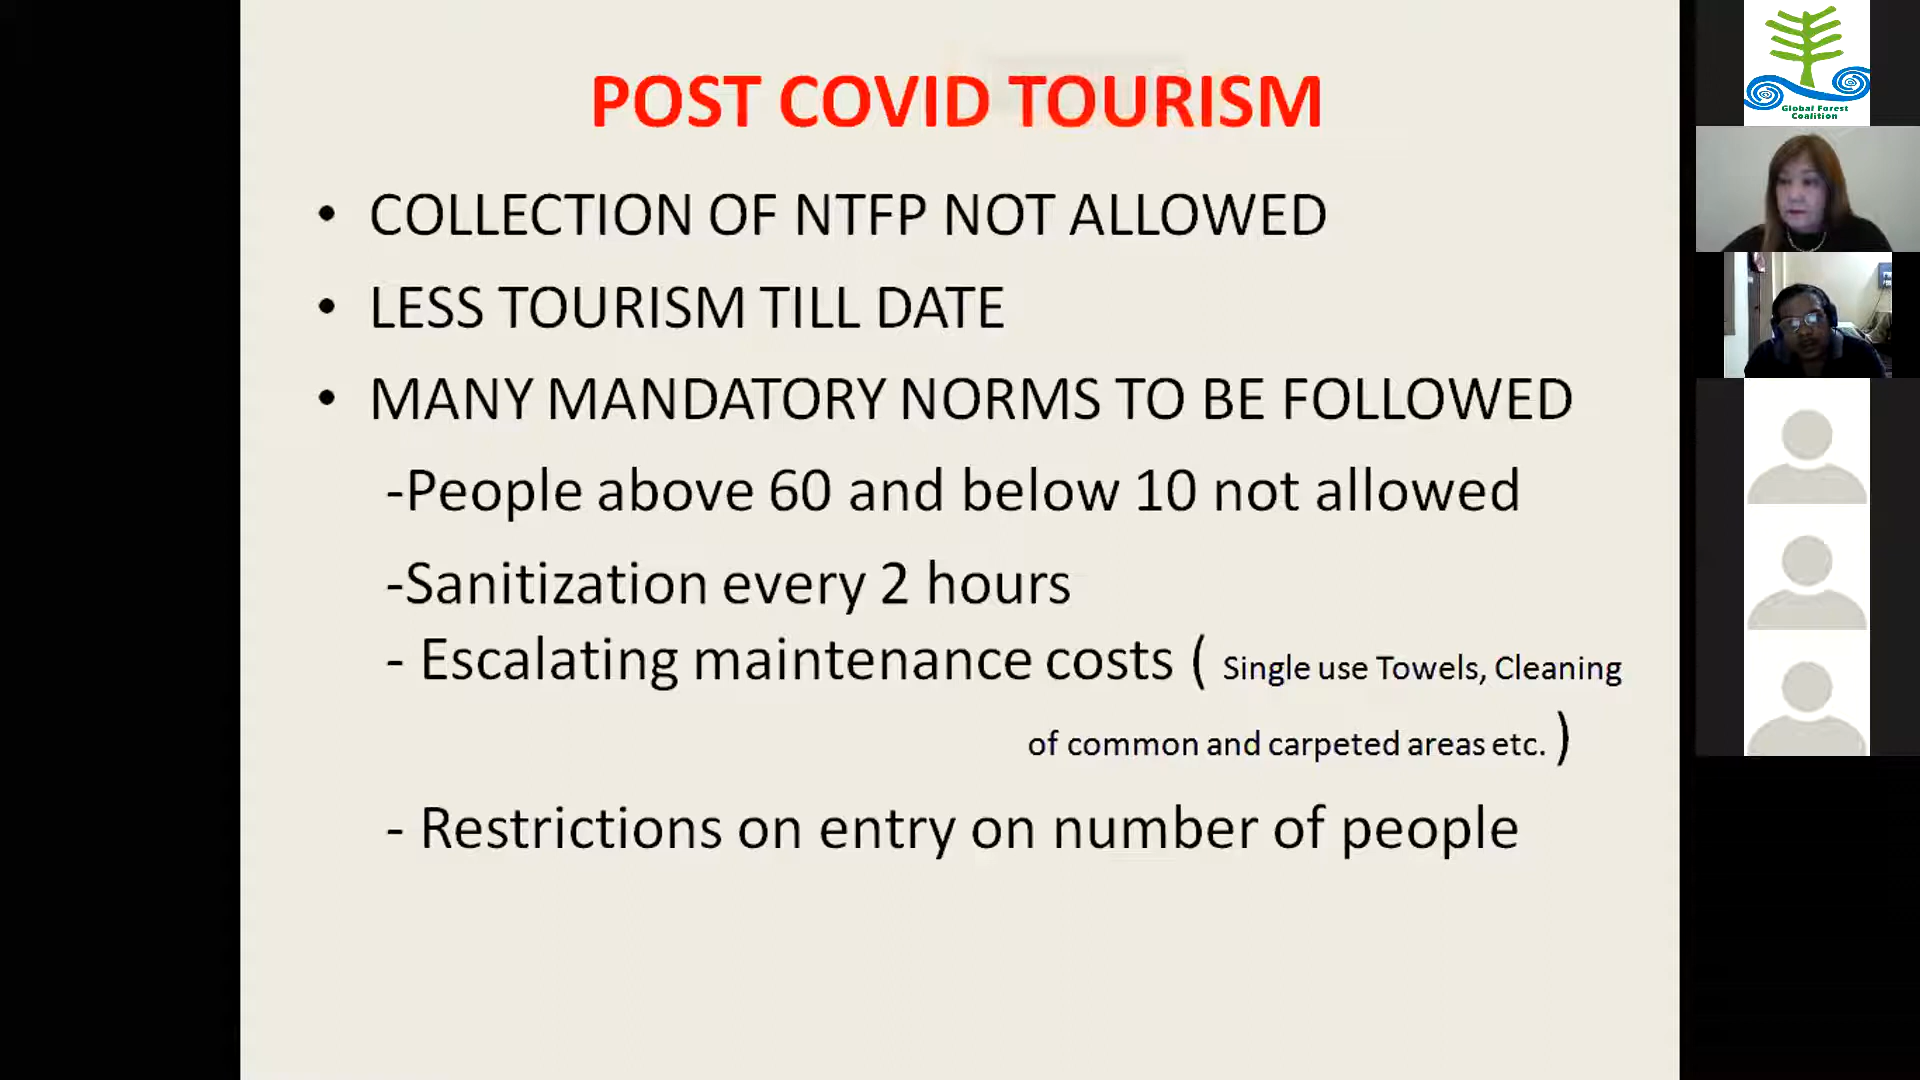 POST COVID TOURISM
• COLLECTION OF NTFP NOT ALLOWED
• LESS TOURISM TILL DATE
• MANY MANDATORY NORMS TO BE FOLLOWED
-People above 60 and below 10 not allowed
-Sanitization every 2 hours
- Escalating maintenance costs ( Single use Towels, Cleaning
of common and carpeted areas etc. )
- Restrictions on entry on number of people
Global Forest
Coalition